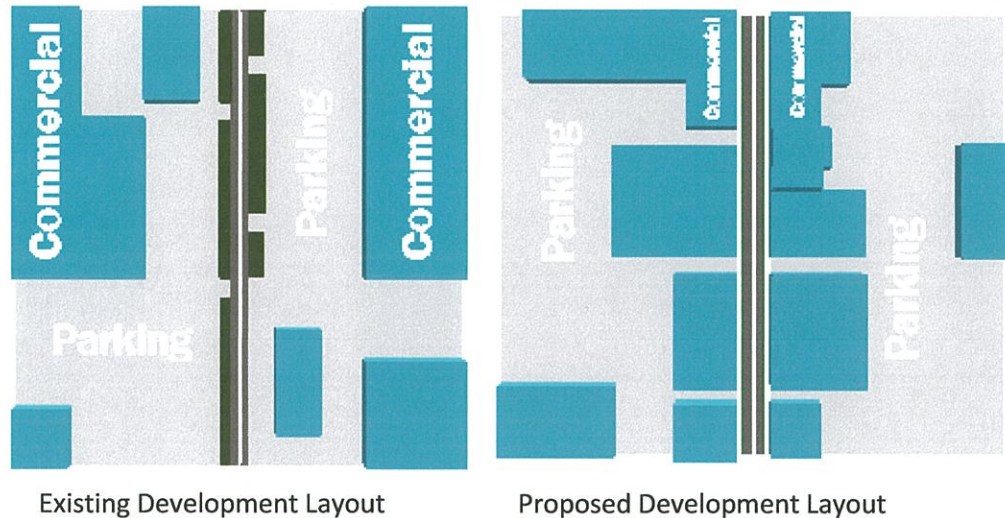 Commercial
Parking
Commercial
Parking
Existing Development Layout
Commercial
Commercial
Parking
Parking
Proposed Development Layout